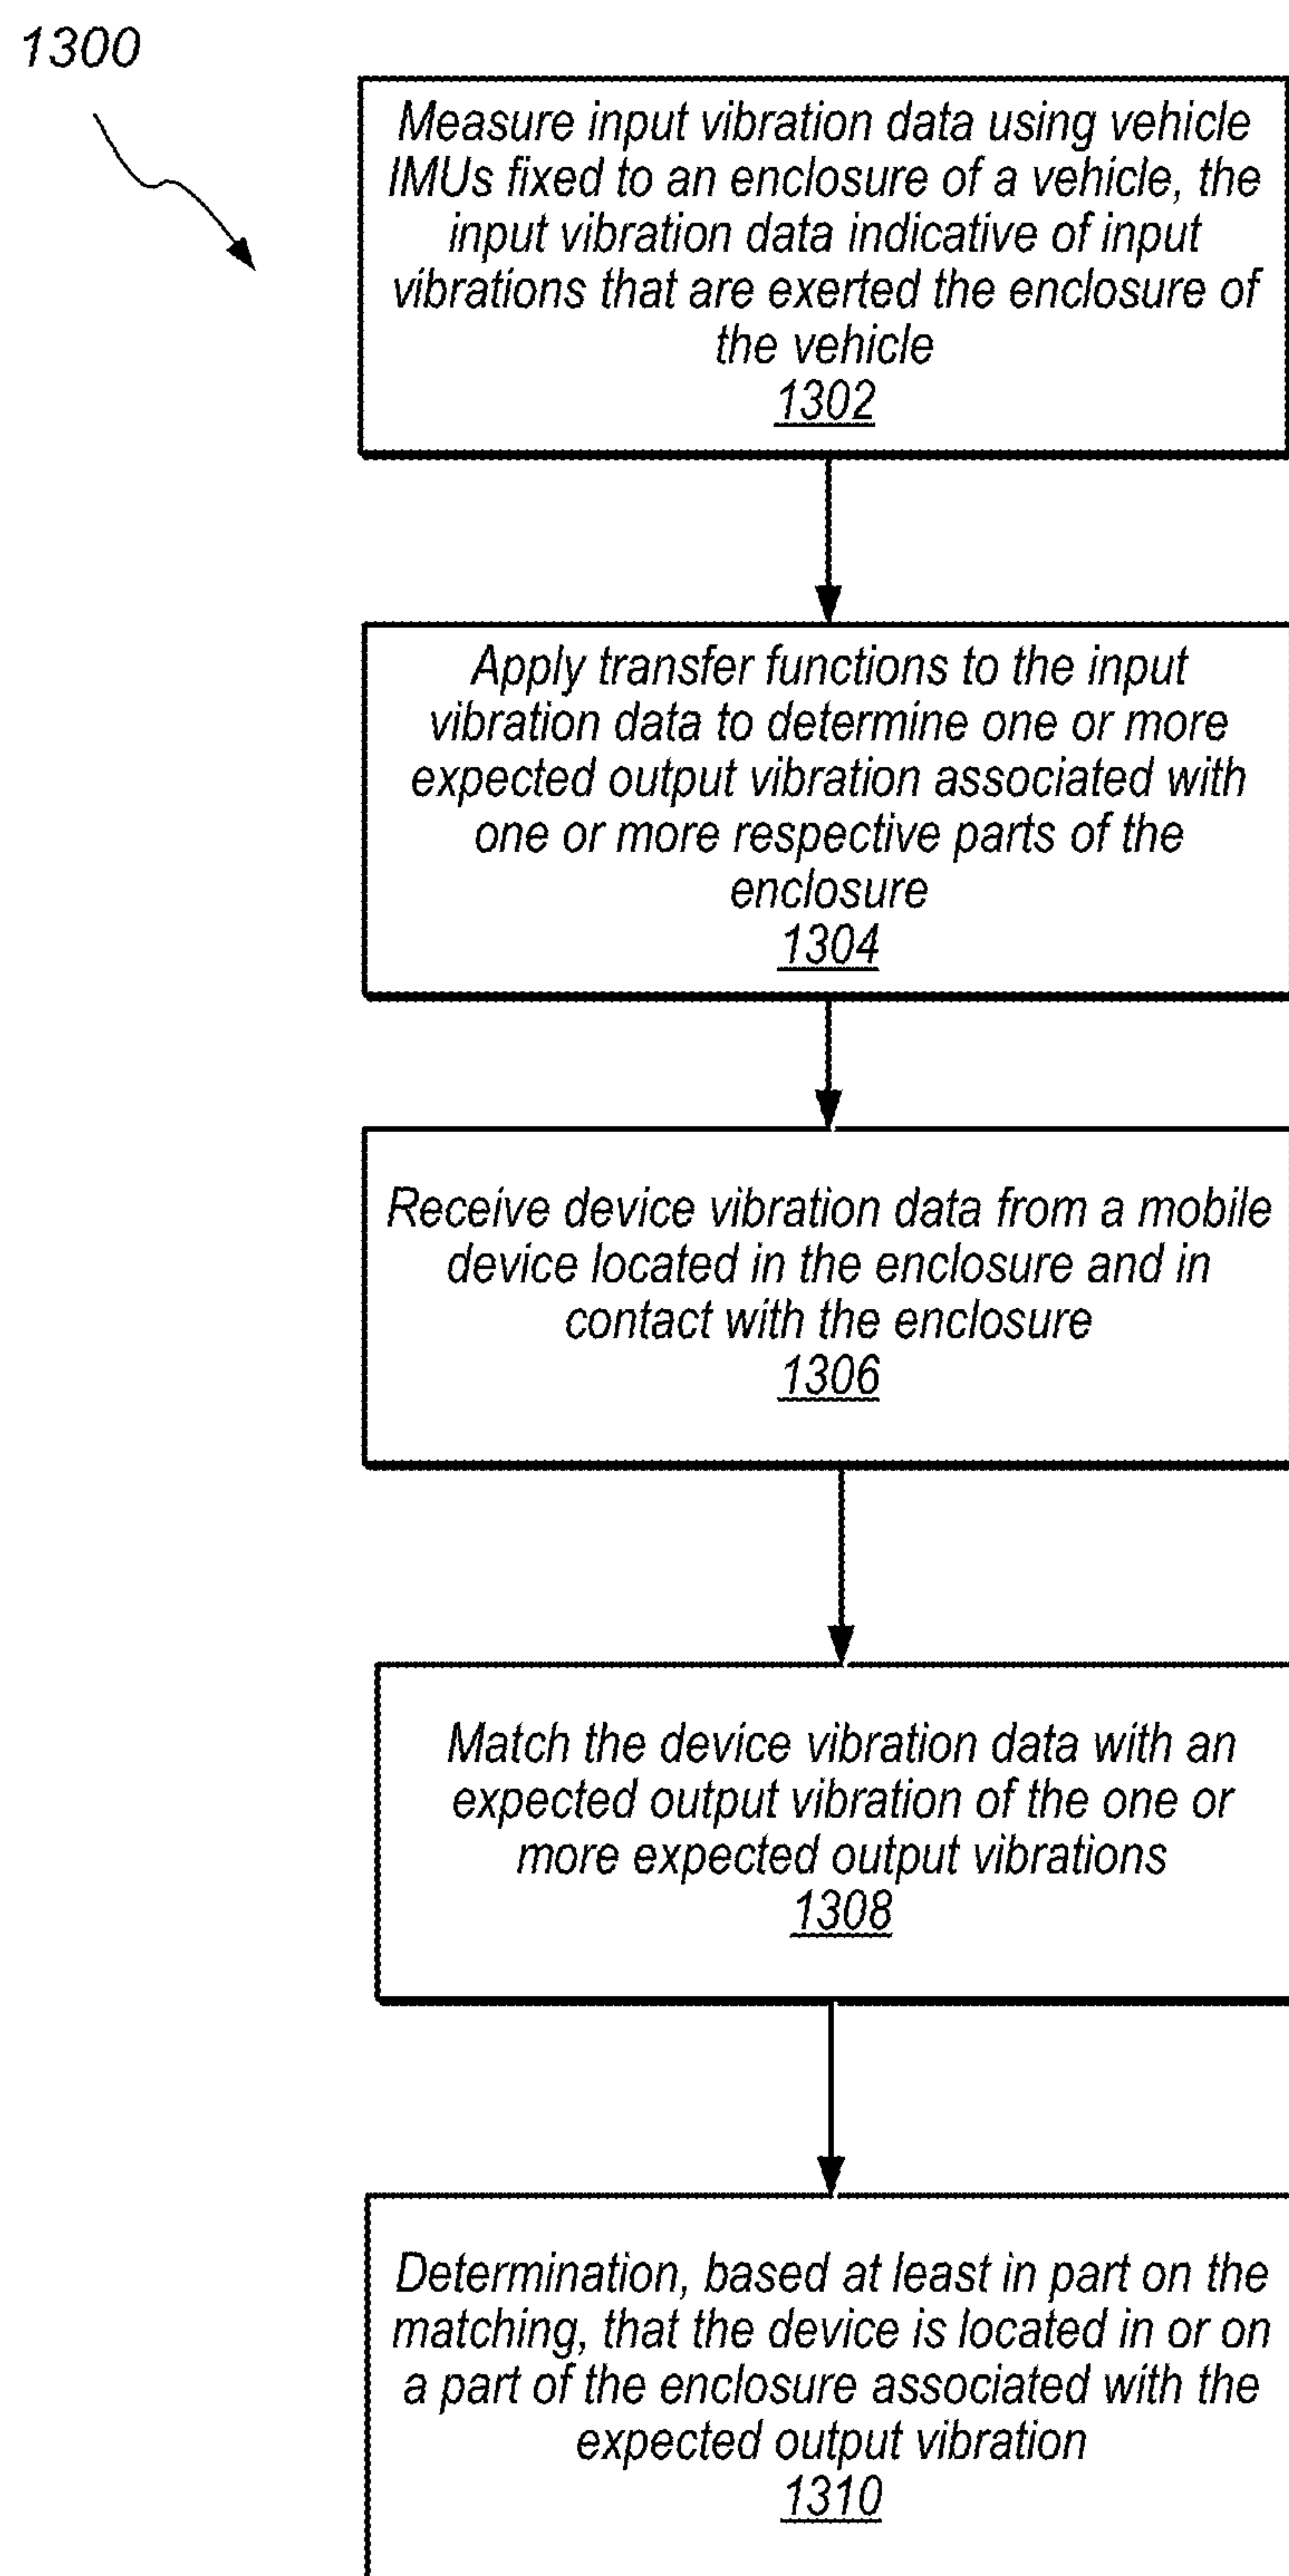 1300
Measure input vibration data using vehicle
IMUs fixed to an enclosure of a vehicle, the
input vibration data indicative of input
vibrations that are exerted the enclosure of
the vehicle
1302
Apply transfer functions to the input
vibration data to determine one or more
expected output vibration associated with
one or more respective parts of the
enclosure
1304
Receive device vibration data from a mobile
device located in the enclosure and in
contact with the enclosure
1306
Match the device vibration data with an
expected output vibration of the one or
more expected output vibrations
1308
Determination, based at least in part on the
matching, that the device is located in or on
a part of the enclosure associated with the
expected output vibration
1310